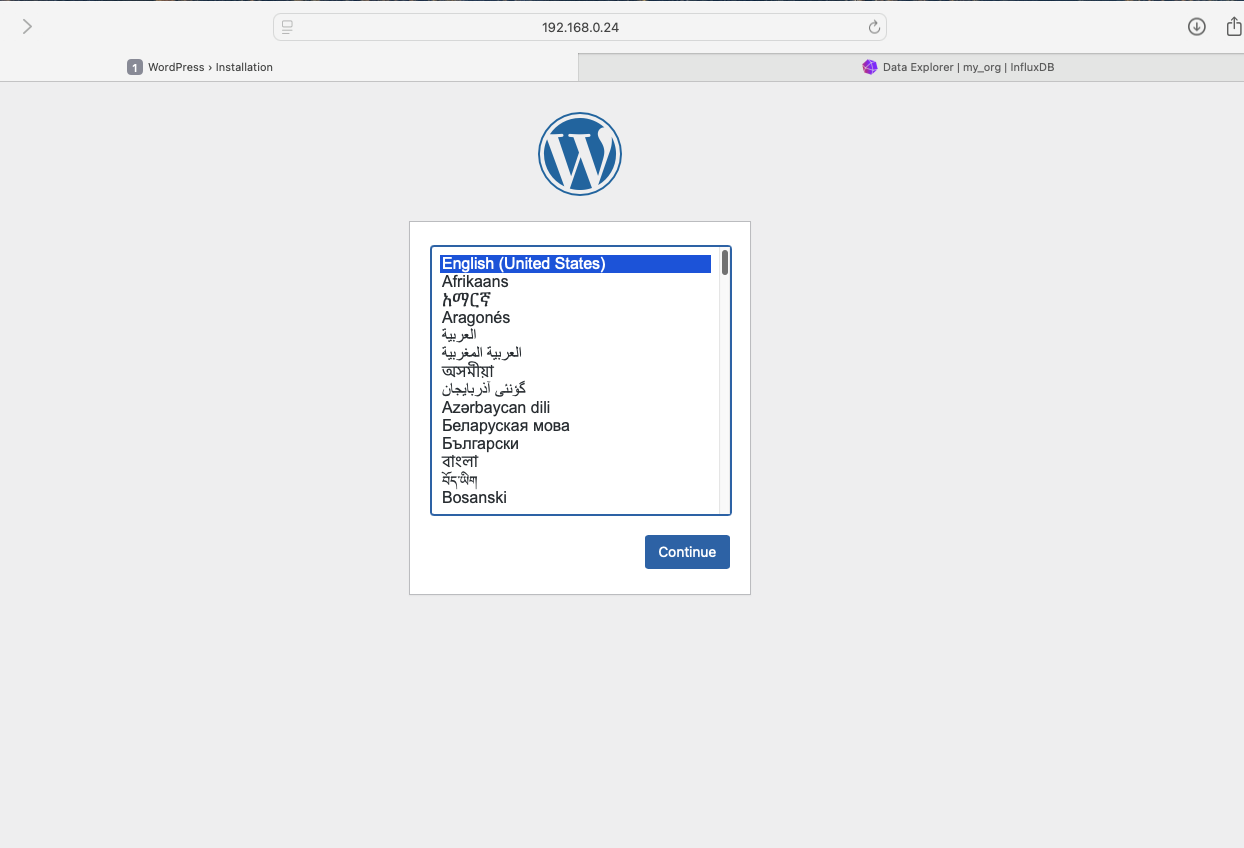 192.168.0.24
1 WordPress › Installation
Data Explorer | my_org | InfluxDB
English (United States)
Afrikaans
አማርኛ
Aragonés
العربية
العربية المغربية
অসমীয়া
گؤنئی آذربایجان
Azərbaycan dili
Беларуская мова
Български
বাংলা
བོད་ཡིག
Bosanski
Continue